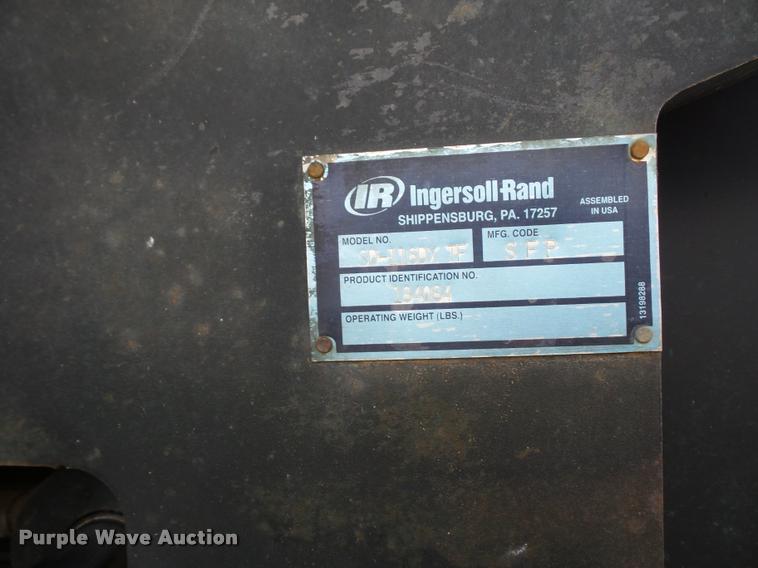 IR Ingersoll-Rand
SHIPPENSBURG, PA. 17257
ASSEMBLED
IN USA
MODEL NO.
MFG. CODE
PRODUCT IDENTIFICATION NO.
OPERATING WEIGHT (LBS.)
13198288
Purple Wave Auction